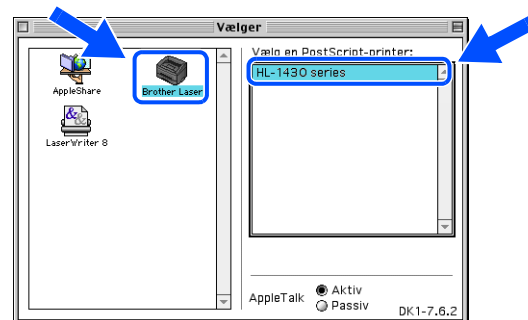 Vælger
AppleShare
Brother Laser
LaserWriter 8
Vælg en PostScript-printer:
HL-1430 series
AppleTalk
Aktiv
Passiv
DK1-7.6.2